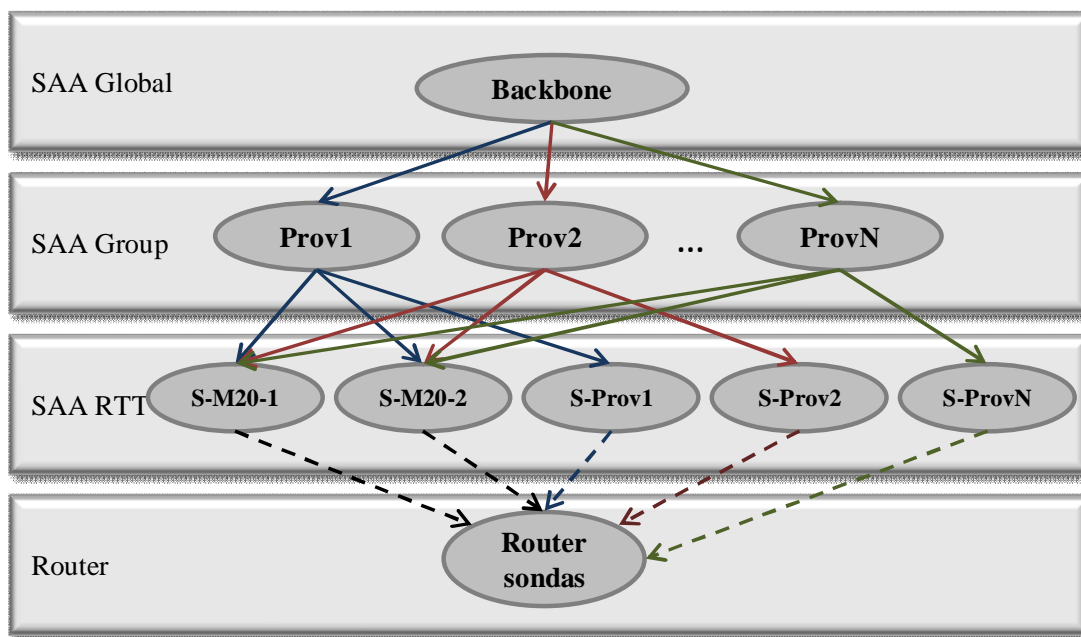 SAA Global
Backbone
SAA Group
Prov1
Prov2
...
ProvN
SAA RTT
S-M20-1
S-M20-2
S-Prov1
S-Prov2
S-ProvN
Router
Router
sondas